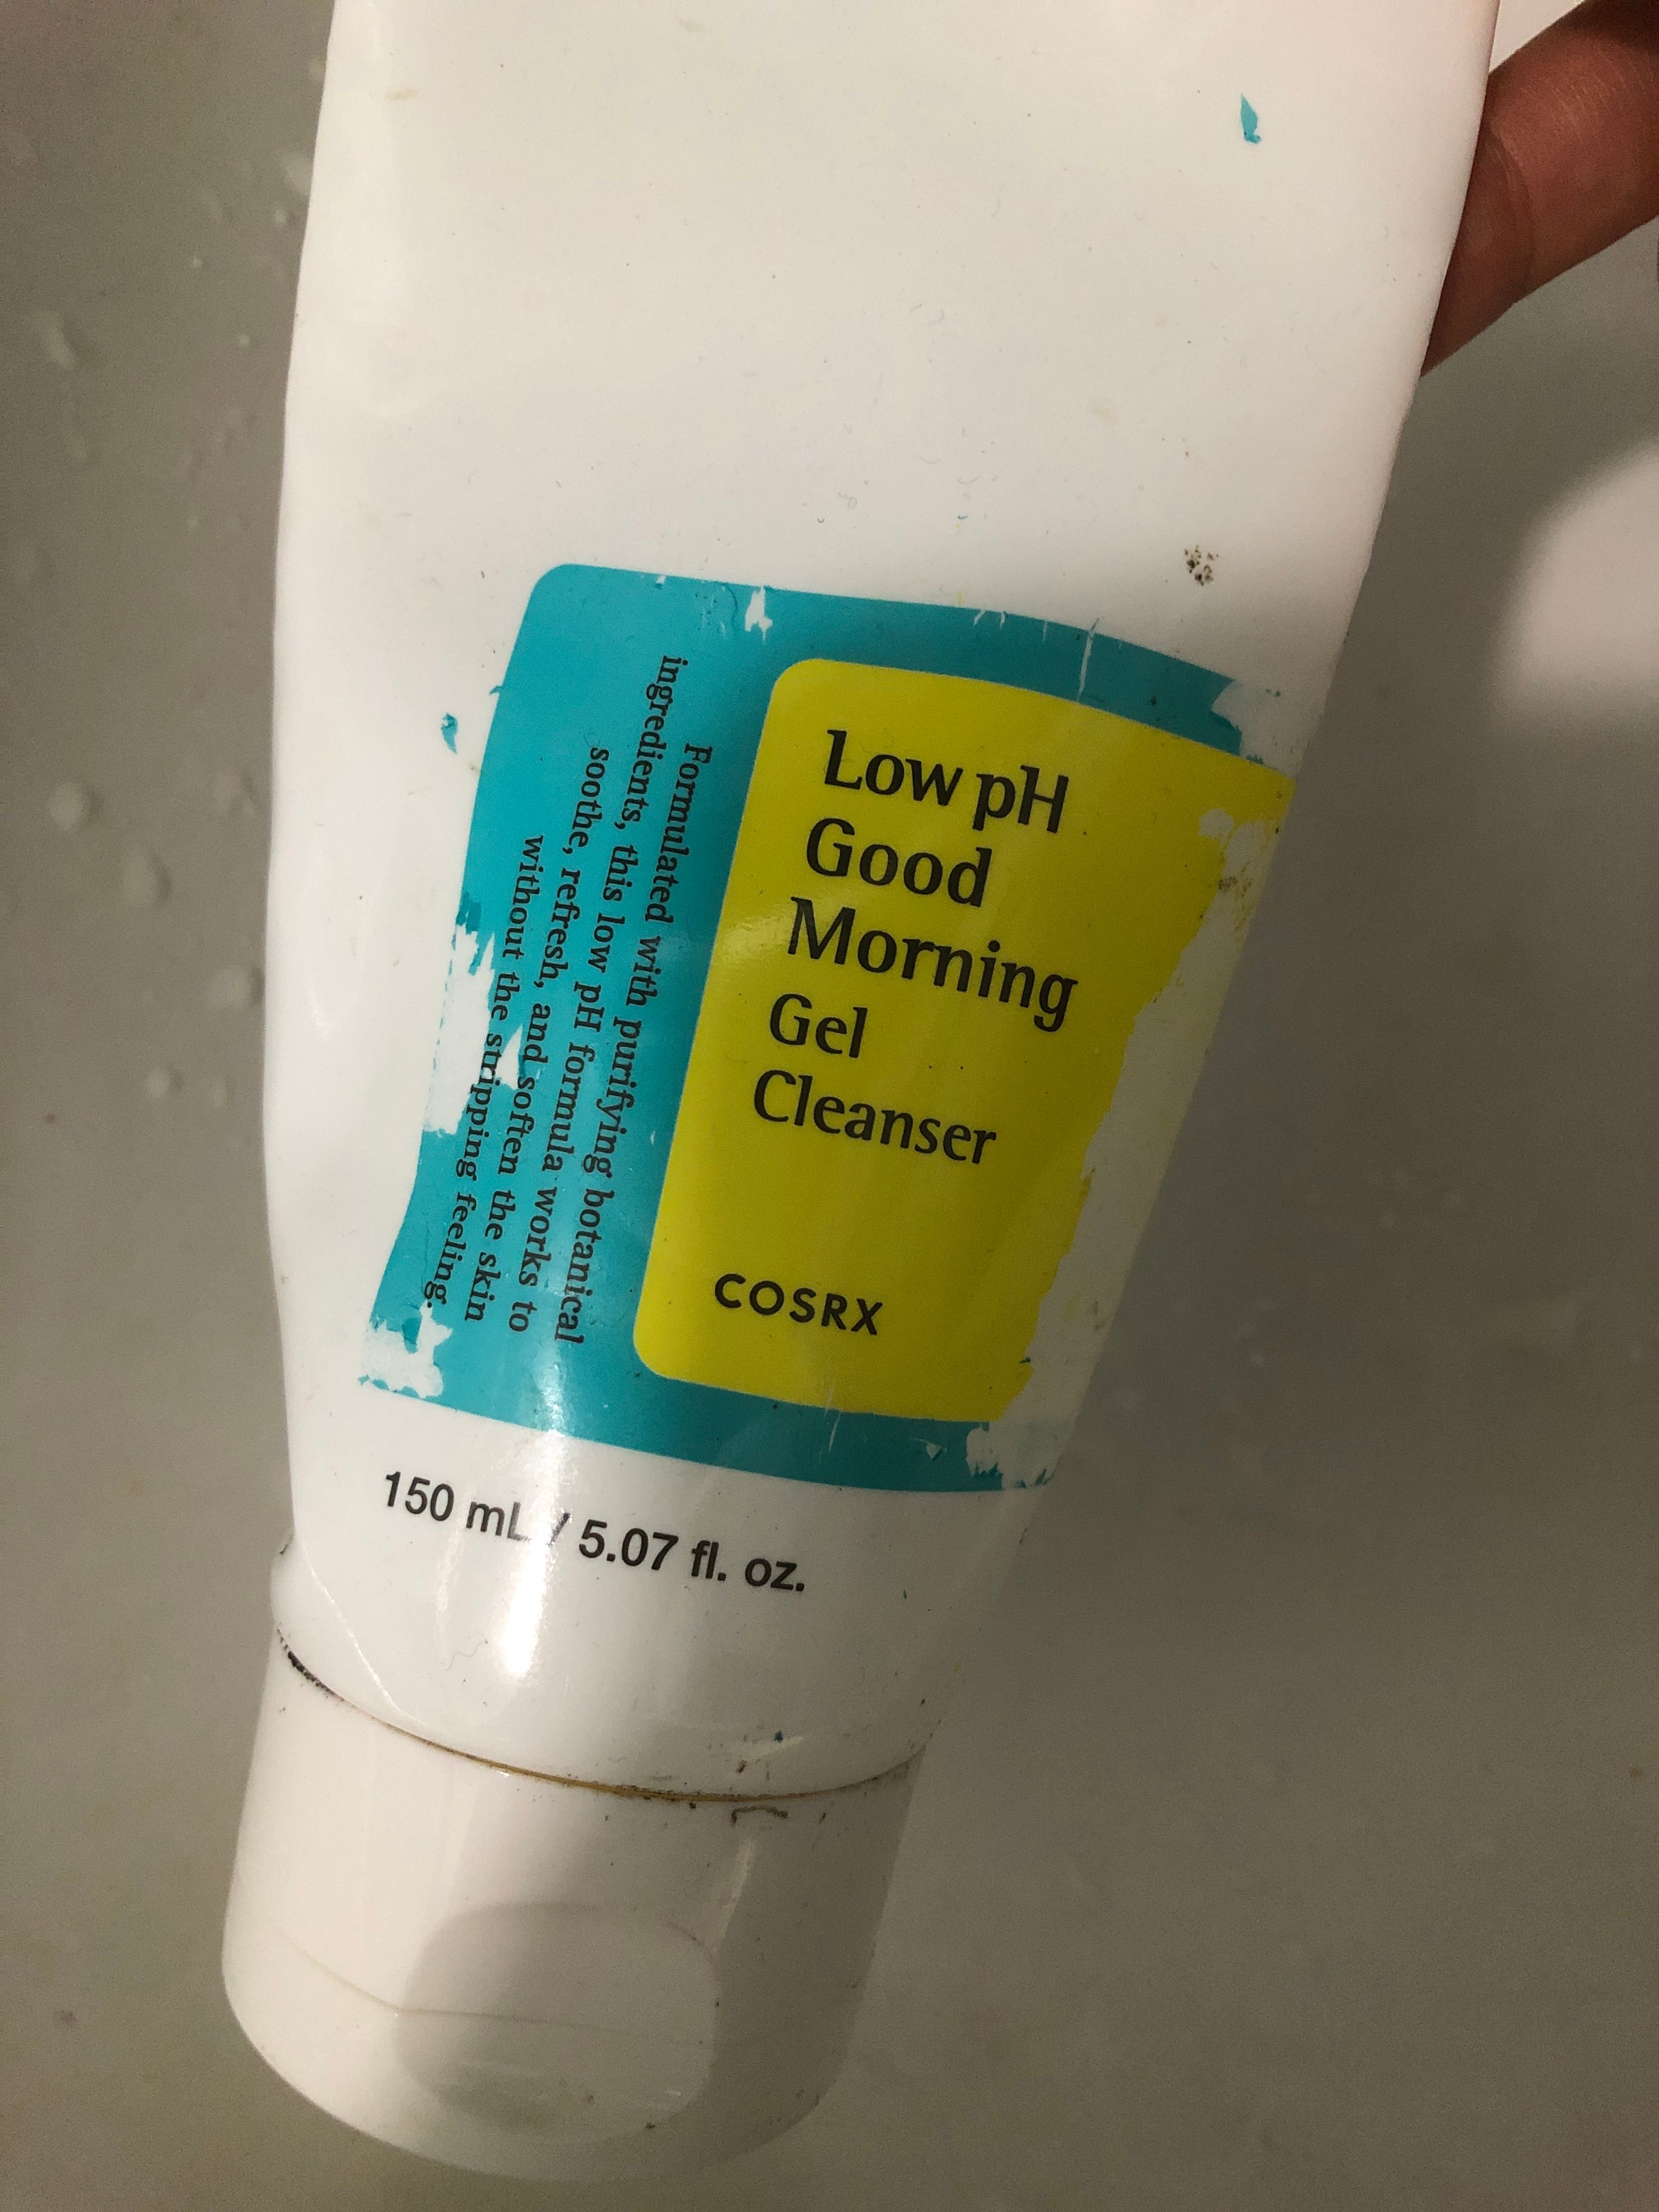 Low pH
Good
Morning
Gel
Cleanser
COSRX
Formulated with purifying botanical
ingredients, this low pH formula works to
soothe, refresh, and soften the skin
without the stripping feeling.
150 mL / 5.07 fl. oz.